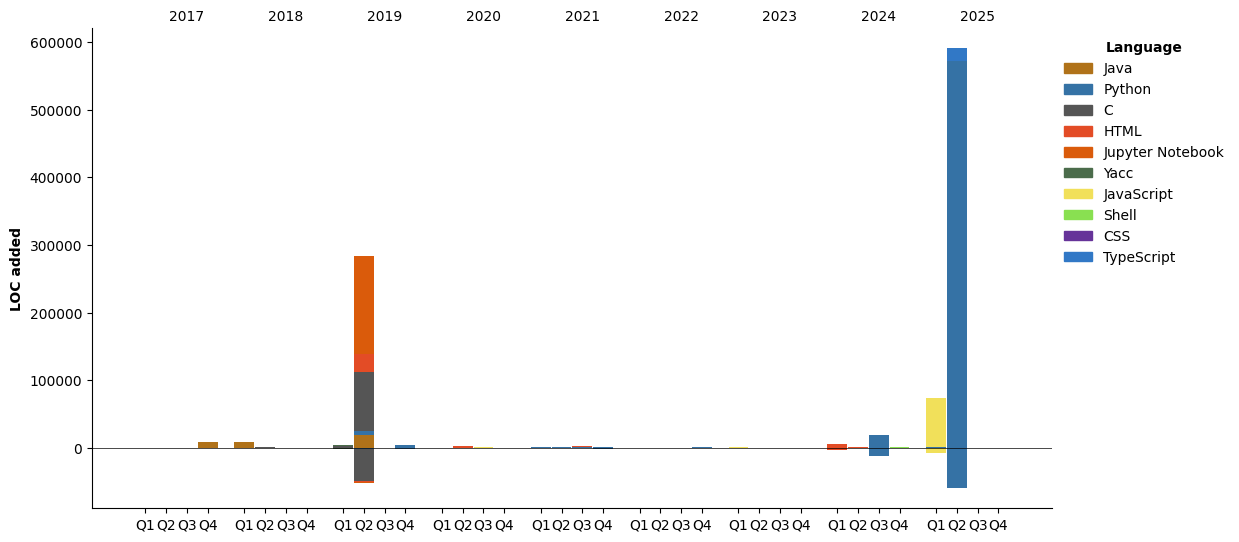 2017 2018 2019 2020 2021 2022 2023 2024 2025
600000
500000
400000
300000
200000
100000
0
LOC added
Q1 Q2 Q3 Q4 Q1 Q2 Q3 Q4 Q1 Q2 Q3 Q4 Q1 Q2 Q3 Q4 Q1 Q2 Q3 Q4 Q1 Q2 Q3 Q4 Q1 Q2 Q3 Q4 Q1 Q2 Q3 Q4 Q1 Q2 Q3 Q4
Language
Java
Python
C
HTML
Jupyter Notebook
Yacc
JavaScript
Shell
CSS
TypeScript